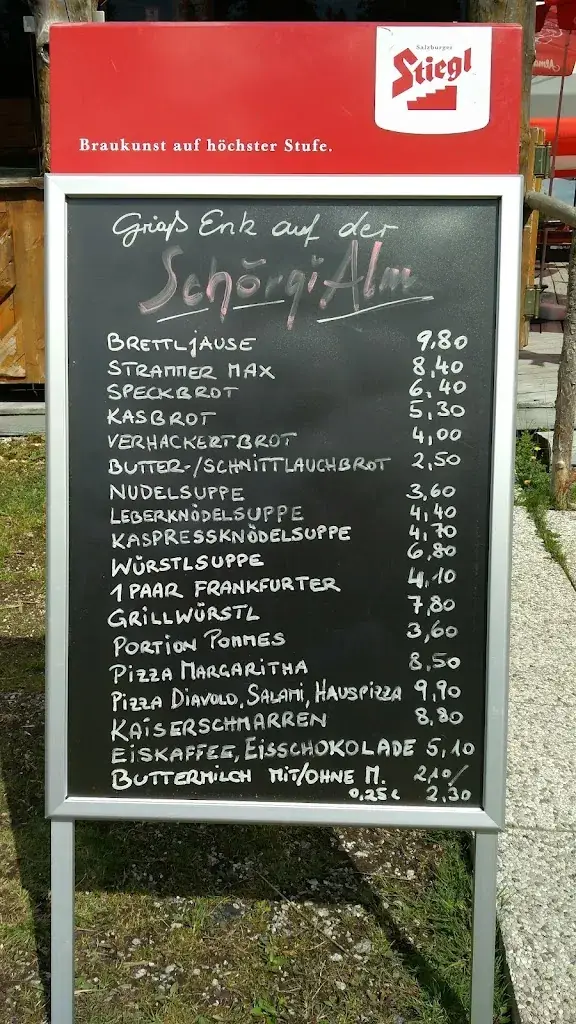 Salzburger
Stiegl
Braukunst auf höchster Stufe.
Griaß Enk auf der
Schörgi Alm
BRETTLJAUSE 9,80
STRAMMER MAX 8,40
SPECKBROT 6,40
KASBROT 5,30
VERHACKERTBROT 4,00
BUTTER-/SCHNITTLAUCHBROT 2,50
NUDELSUPPE 3,60
LEBERKNÖDELSUPPE 4,40
KASPRESSKNÖDELSUPPE 4,70
WÜRSTLSUPPE 6,80
1 PAAR FRANKFURTER 4,10
GRILLWÜRSTL 7,80
PORTION POMMES 3,60
PIZZA MARGARITHA 8,50
PIZZA DIAVOLO, SALAMI, HAUSPIZZA 9,90
KAISERSCHMARREN 8,80
EISKAFFEE, EISSCHOKOLADE 5,10
BUTTERMILCH MIT/OHNE M. 2,10/
0,25L 2,30